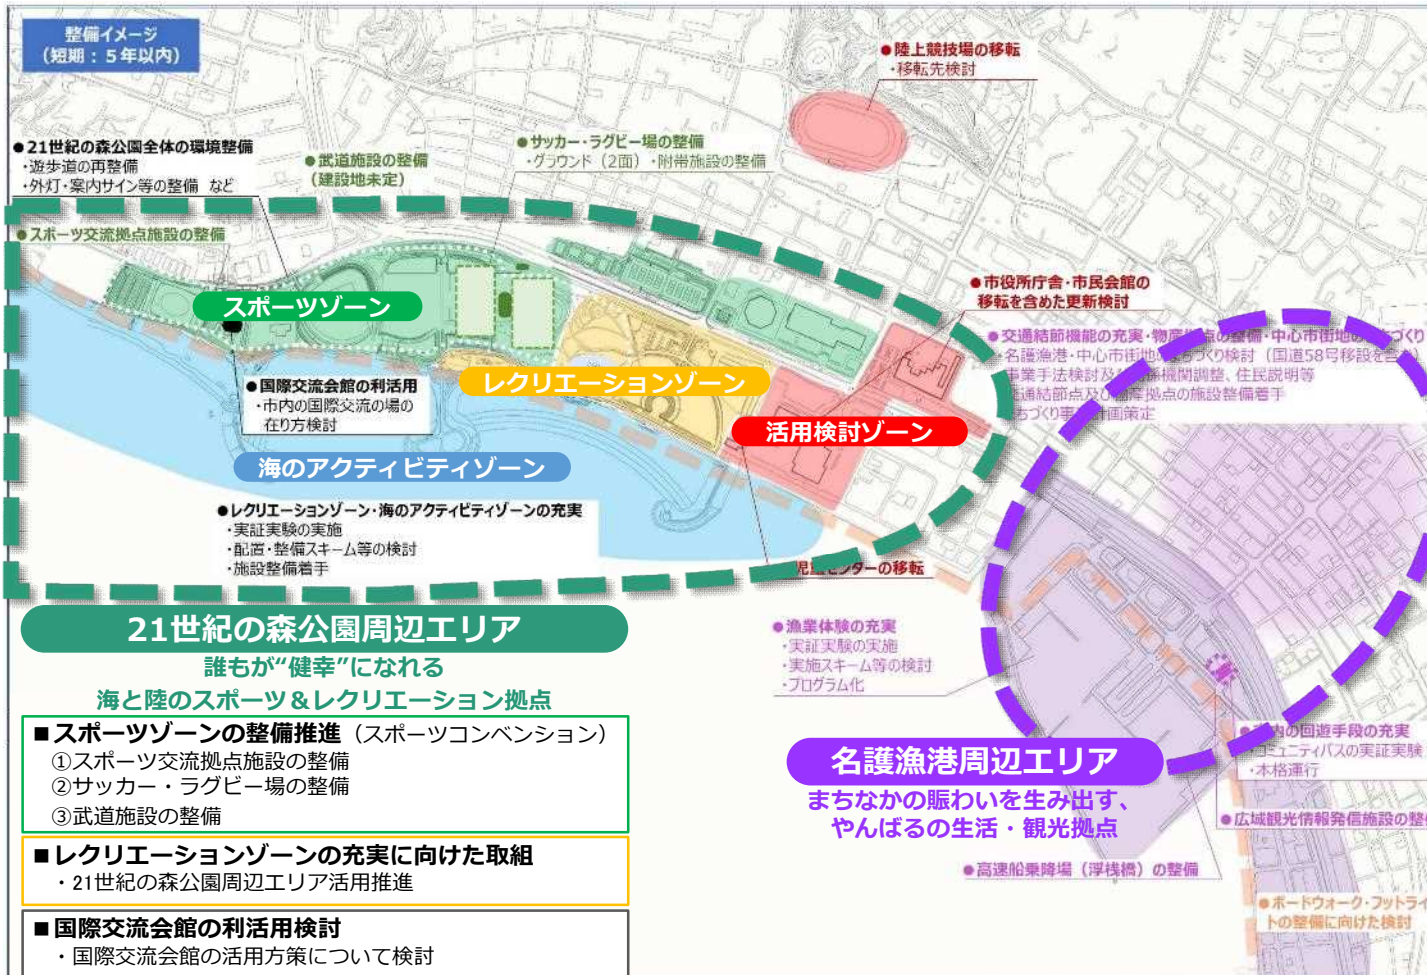 整備イメージ
（短期：５年以内）
●陸上競技場の移転
・移転先検討
●21世紀の森公園全体の環境整備
・遊歩道の再整備
・外灯・案内サイン等の整備 など
●武道施設の整備
（建設地未定）
●サッカー・ラグビー場の整備
・グラウンド（2面）・附帯施設の整備
●スポーツ交流拠点施設の整備
スポーツゾーン
●市役所庁舎・市民会館の
移転を含めた更新検討
●交通結節機能の充実・物産拠点の整備・中心市街地のまちづくり
・名護漁港・中心市街地のまちづくり検討（国道58号移設を含む）
事業手法検討及び関係機関調整、住民説明等
交通結節点及び物産拠点の施設整備着手
まちづくり事業計画策定
●国際交流会館の利活用
・市内の国際交流の場の
在り方検討
レクリエーションゾーン
活用検討ゾーン
海のアクティビティゾーン
●レクリエーションゾーン・海のアクティビティゾーンの充実
・実証実験の実施
・配置・整備スキーム等の検討
・施設整備着手
児童センターの移転
21世紀の森公園周辺エリア
誰もが“健幸”になれる
海と陸のスポーツ＆レクリエーション拠点
■スポーツゾーンの整備推進（スポーツコンベンション）
①スポーツ交流拠点施設の整備
②サッカー・ラグビー場の整備
③武道施設の整備
■レクリエーションゾーンの充実に向けた取組
・21世紀の森公園周辺エリア活用推進
■国際交流会館の利活用検討
・国際交流会館の活用方策について検討
●漁業体験の充実
・実証実験の実施
・実施スキーム等の検討
・プログラム化
名護漁港周辺エリア
まちなかの賑わいを生み出す、
やんばるの生活・観光拠点
内の回遊手段の充実
コミュニティバスの実証実験
・本格運行
●広域観光情報発信施設の整備
●高速船乗降場（浮桟橋）の整備
●ボードウォーク・フットライ
トの整備に向けた検討